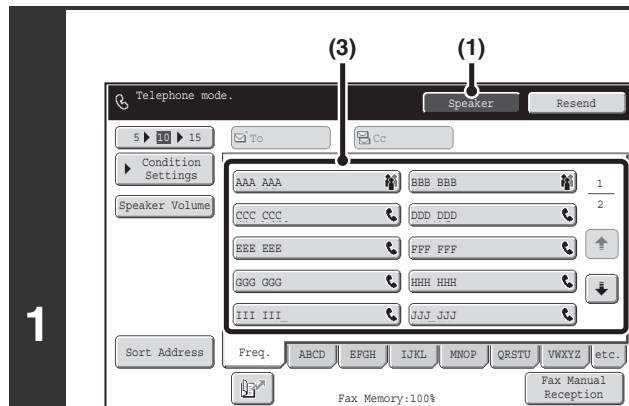 (3) (1)
Telephone mode. Speaker Resend
5 10 15 To Cc
Condition
Settings
AAA AAA BBB BBB 1
Speaker Volume 2
CCC CCC DDD DDD
EEE EEE FFF FFF
GGG GGG HHH HHH
1
III III JJJ JJJ
Sort Address Freq. ABCD EFGH IJKL MNOP QRSTU VWXYZ etc.
Fax Memory:100% Fax Manual
Reception